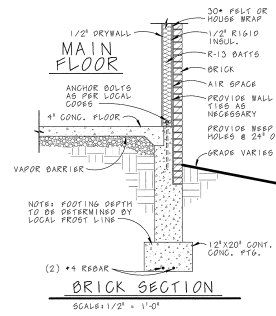 30# FELT OR
HOUSE WRAP
1/2" DRYWALL
1/2" RIGID
INSUL.
MAIN
FLOOR
R-13 BATTS
BRICK
AIR SPACE
ANCHOR BOLTS
AS PER LOCAL
CODES
PROVIDE WALL
TIES AS
NECESSARY
4" CONC. FLOOR
PROVIDE WEEP
HOLES @ 24" O
GRADE VARIES
VAPOR BARRIER
NOTE: FOOTING DEPTH
TO BE DETERMINED BY
LOCAL FROST LINE
12"X20" CONT.
CONC. FTG.
(2) #4 REBAR
BRICK SECTION
SCALE: 1/2" = 1'-0"